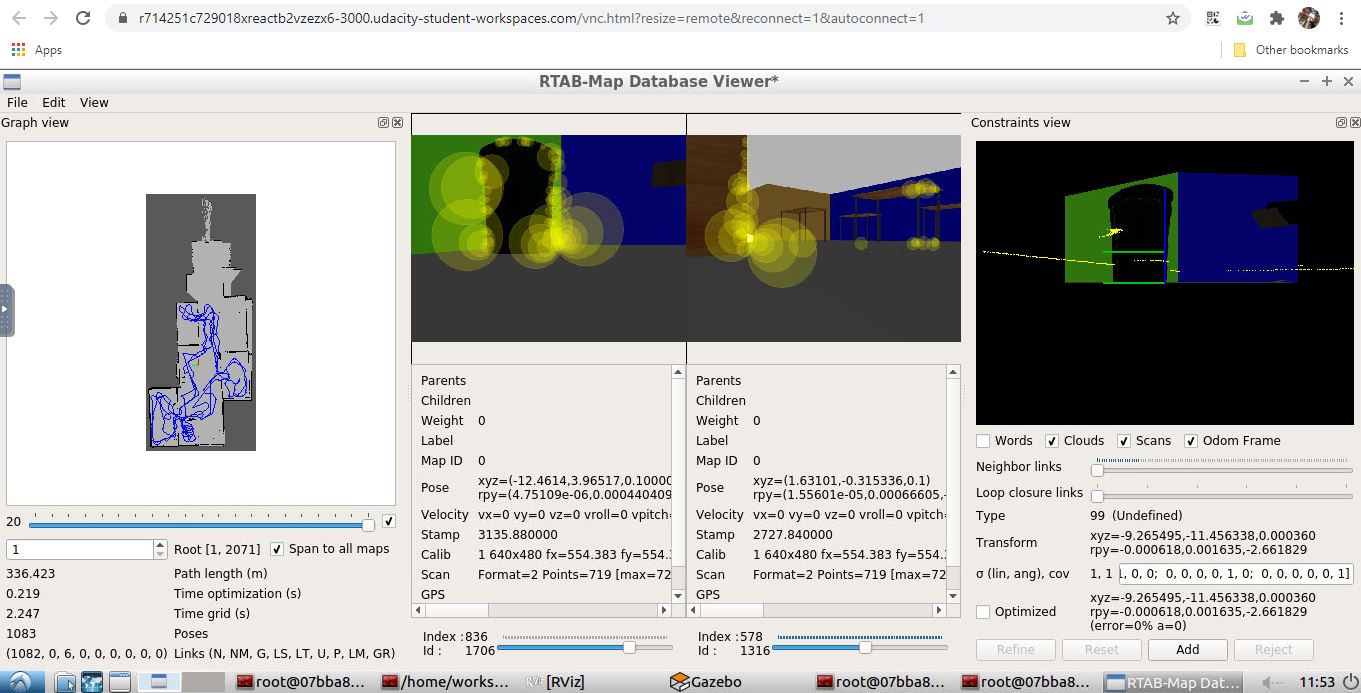 r714251c729018xreactb2vzezx6-3000.udacity-student-workspaces.com/vnc.html?resize=remote&reconnect=1&autoconnect=1
Apps
Other bookmarks
RTAB-Map Database Viewer*
File Edit View
Graph view
Constraints view
Parents
Children
Weight 0
Label
Map ID 0
Pose xyz=(-12.4614,3.96517,0.10000
rpy=(4.75109e-06,0.000440409
Velocity vx=0 vy=0 vz=0 vroll=0 vpitch=
Stamp 3135.880000
Calib 1 640x480 fx=554.383 fy=554.
Scan Format=2 Points=719 [max=72
GPS
Parents
Children
Weight 0
Label
Map ID 0
Pose xyz=(1.63101,-0.315336,0.1)
rpy=(1.55601e-05,0.00066605,-
Velocity vx=0 vy=0 vz=0 vroll=0 vpitch=
Stamp 2727.840000
Calib 1 640x480 fx=554.383 fy=554.
Scan Format=2 Points=719 [max=72
GPS
Words Clouds Scans Odom Frame
Neighbor links
Loop closure links
Type 99 (Undefined)
Transform xyz=-9.265495,-11.456338,0.000360
rpy=-0.000618,0.001635,-2.661829
σ (lin, ang), cov 1, 1 , 0, 0; 0, 0, 0, 0, 1, 0; 0, 0, 0, 0, 0, 1]
Optimized xyz=-9.265495,-11.456338,0.000360
rpy=-0.000618,0.001635,-2.661829
(error=0% a=0)
Refine Reset Add Reject
20
1 Root [1, 2071] Span to all maps
336.423 Path length (m)
0.219 Time optimization (s)
2.247 Time grid (s)
1083 Poses
(1082, 0, 6, 0, 0, 0, 0, 0, 0) Links (N, NM, G, LS, LT, U, P, LM, GR)
Index : 836
Id : 1706
Index : 578
Id : 1316
root@07bba8... /home/works... RViz [RViz] Gazebo root@07bba8... root@07bba8... RTAB-Map Dat... 11:53